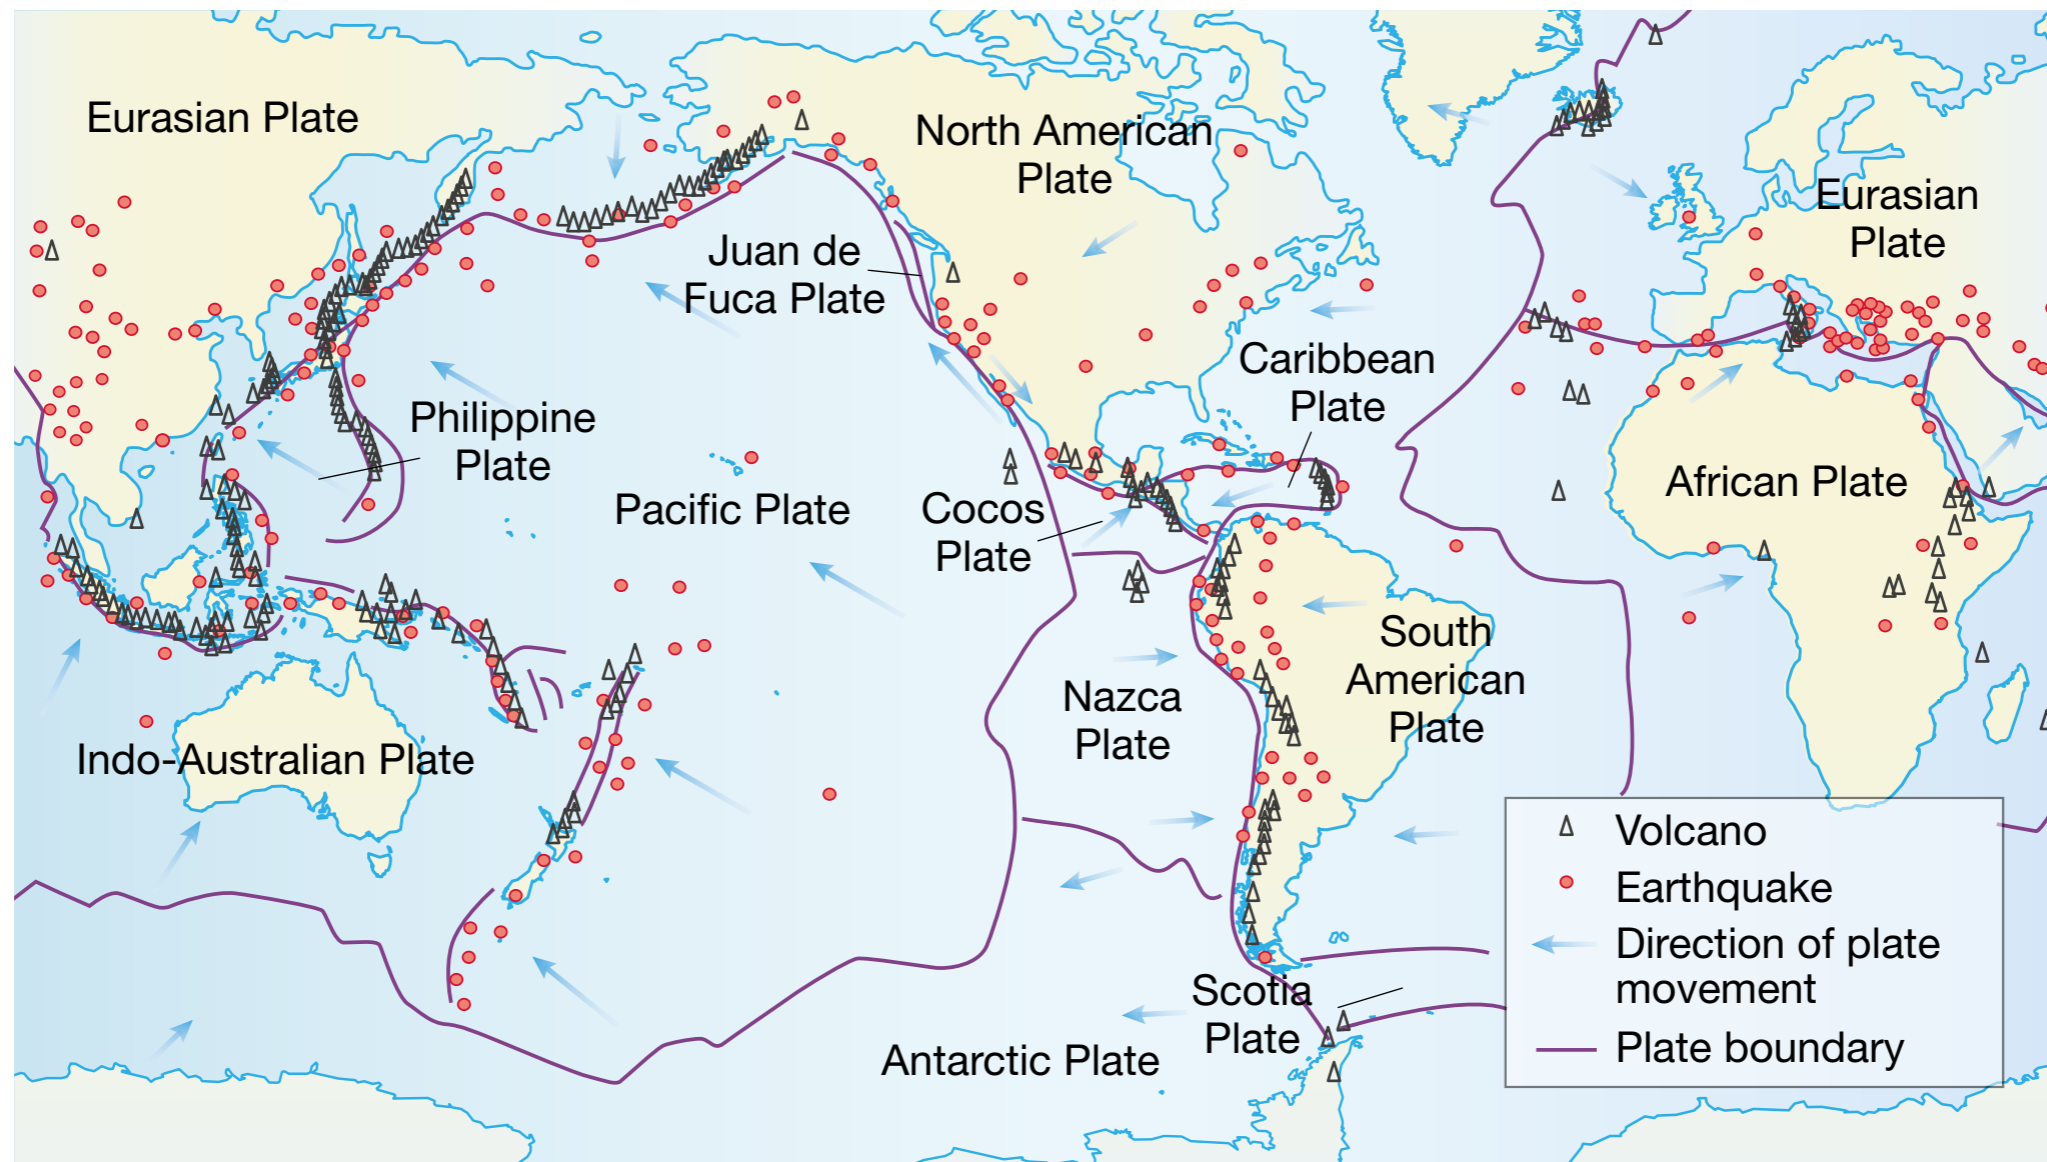 Eurasian Plate
North American
Plate
Eurasian
Plate
Juan de
Fuca Plate
Caribbean
Plate
Philippine
Plate
African Plate
Pacific Plate
Cocos
Plate
South
American
Plate
Nazca
Plate
Indo-Australian Plate
Scotia
Plate
Antarctic Plate
Volcano
Earthquake
Direction of plate
movement
Plate boundary